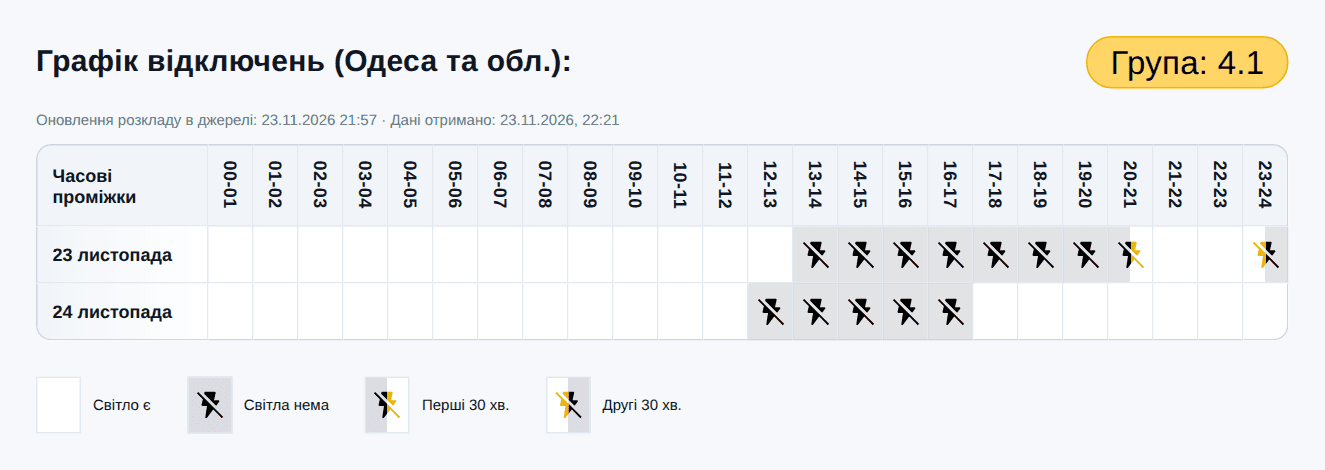 Графік відключень (Одеса та обл.):
Група: 4.1
Оновлення розкладу в джерелі: 23.11.2026 21:57 · Дані отримано: 23.11.2026, 22:21
Часові
проміжки
00-01
01-02
02-03
03-04
04-05
05-06
06-07
07-08
08-09
09-10
10-11
11-12
12-13
13-14
14-15
15-16
16-17
17-18
18-19
19-20
20-21
21-22
22-23
23-24
23 листопада
24 листопада
Світло є
Світла нема
Перші 30 хв.
Другі 30 хв.